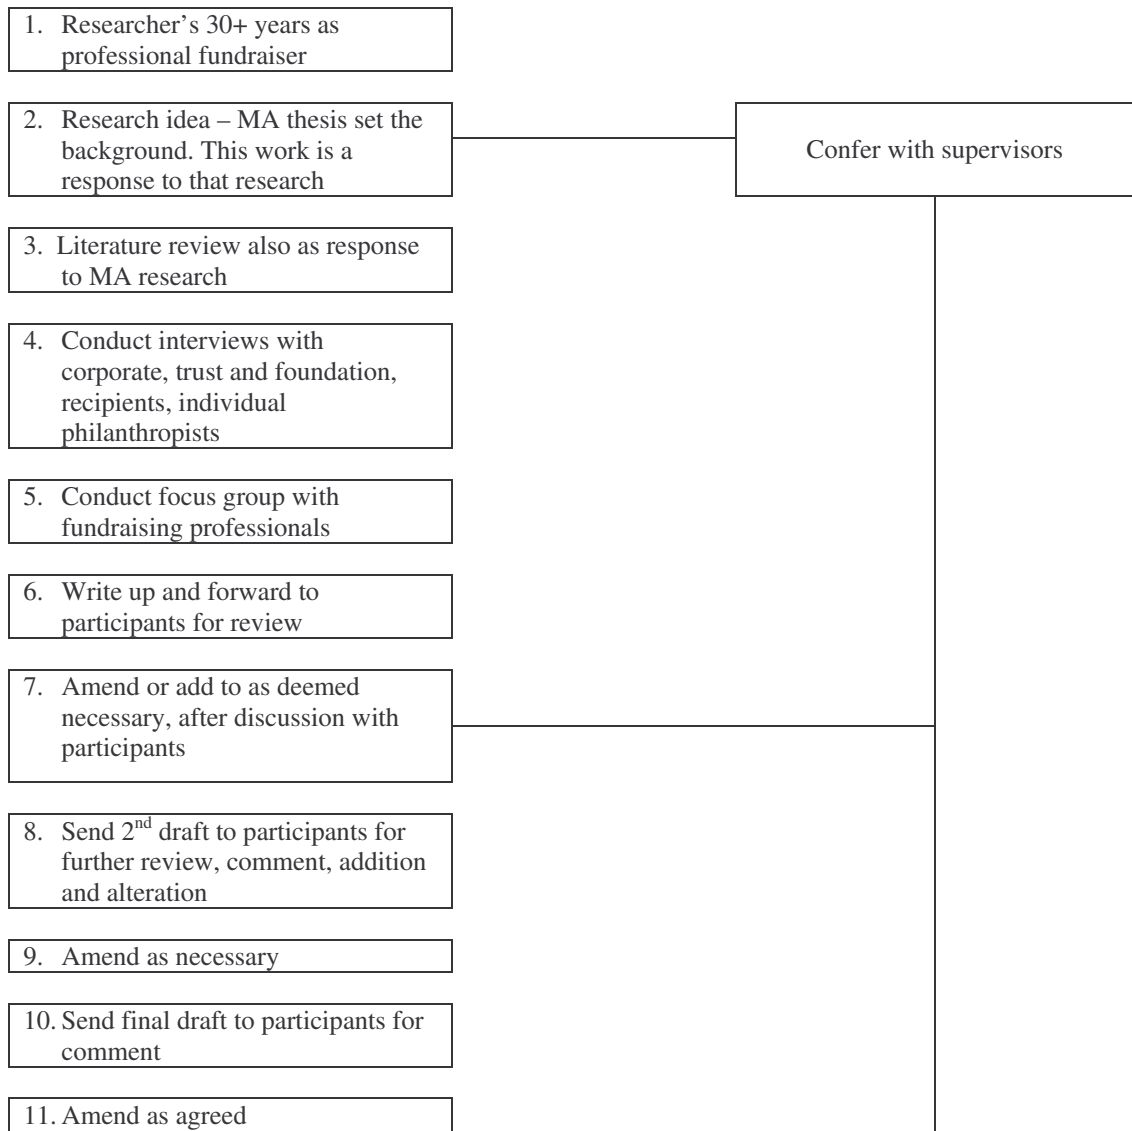 1. Researcher's 30+ years as
professional fundraiser
2. Research idea – MA thesis set the
background. This work is a
response to that research
Confer with supervisors
3. Literature review also as response
to MA research
4. Conduct interviews with
corporate, trust and foundation,
recipients, individual
philanthropists
5. Conduct focus group with
fundraising professionals
6. Write up and forward to
participants for review
7. Amend or add to as deemed
necessary, after discussion with
participants
8. Send 2nd draft to participants for
further review, comment, addition
and alteration
9. Amend as necessary
10. Send final draft to participants for
comment
11. Amend as agreed